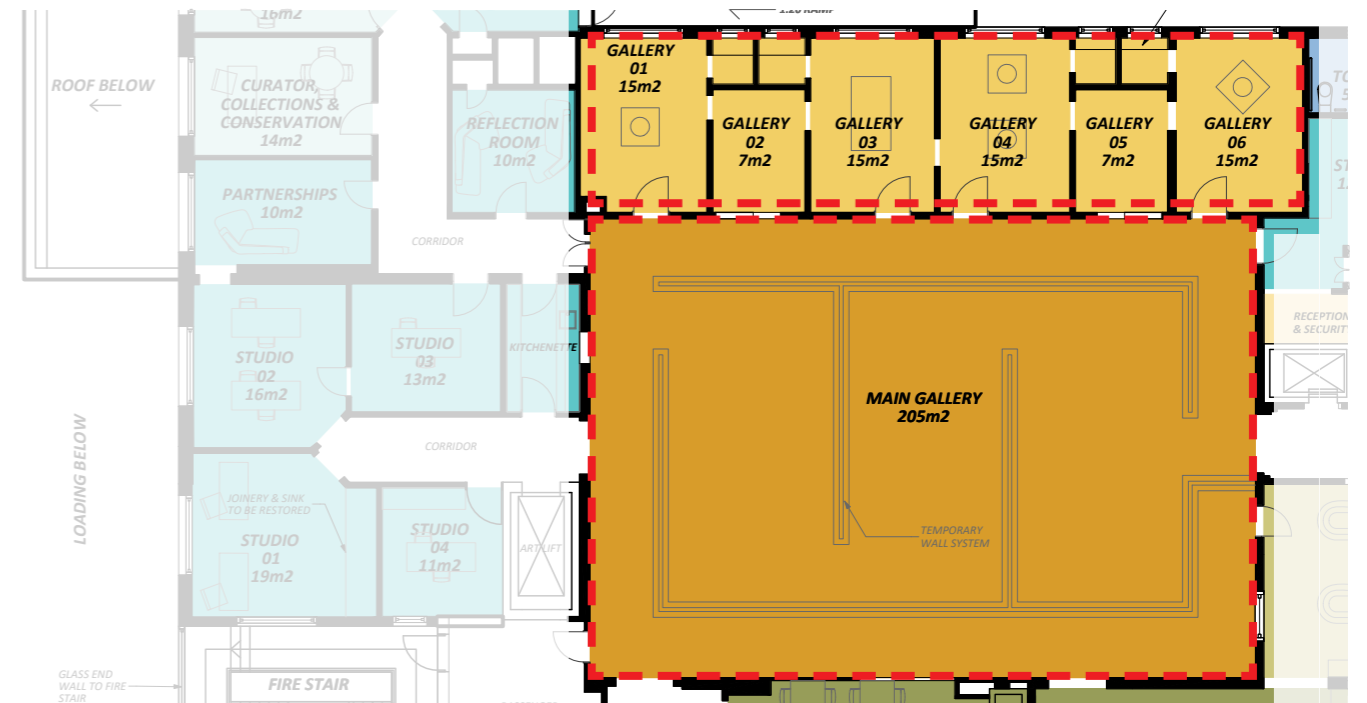 16m2
1:20 RAMP
ROOF BELOW
CURATOR,
COLLECTIONS &
CONSERVATION
14m2
REFLECTION
ROOM
10m2
GALLERY
01
15m2
GALLERY
02
7m2
GALLERY
03
15m2
GALLERY
04
15m2
GALLERY
05
7m2
GALLERY
06
15m2
PARTNERSHIPS
10m2
CORRIDOR
RECEPTION
& SECURIT
STUDIO
02
16m2
STUDIO
03
13m2
KITCHENETTE
MAIN GALLERY
205m2
CORRIDOR
LOADING BELOW
JOINERY & SINK
TO BE RESTORED
STUDIO
01
19m2
STUDIO
04
11m2
ART LIFT
TEMPORARY
WALL SYSTEM
GLASS END
WALL TO FIRE
STAIR
FIRE STAIR